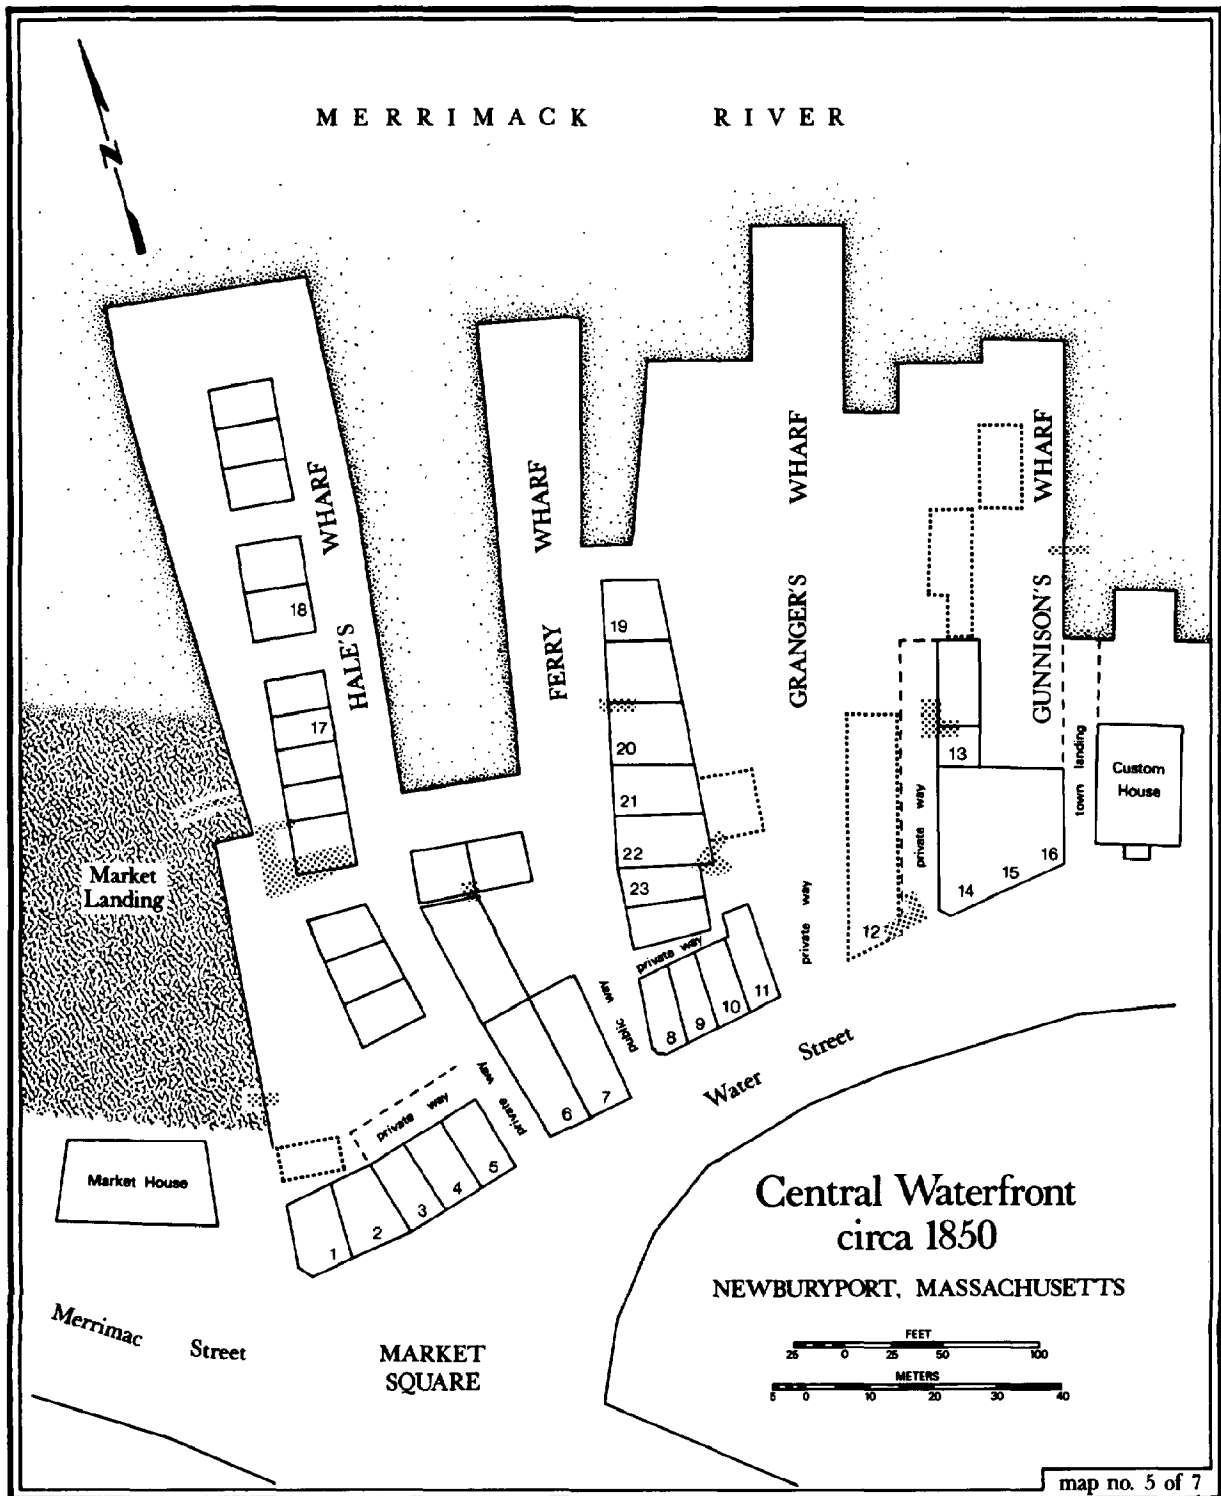 N
MERRIMACK RIVER
HALE'S WHARF
FERRY WHARF
GRANGER'S WHARF
GUNNISON'S WHARF
18
17
19
20
21
22
23
13
14
15
16
12
town landing
Custom
House
private way
private way
Market
Landing
private way
public way
8
9
10
11
Water Street
private way
private way
6
7
1
2
3
4
5
Market House
Merrimac Street
MARKET
SQUARE
Central Waterfront
circa 1850
NEWBURYPORT, MASSACHUSETTS
FEET
25 0 25 50 100
METERS
5 0 10 20 30 40
map no. 5 of 7